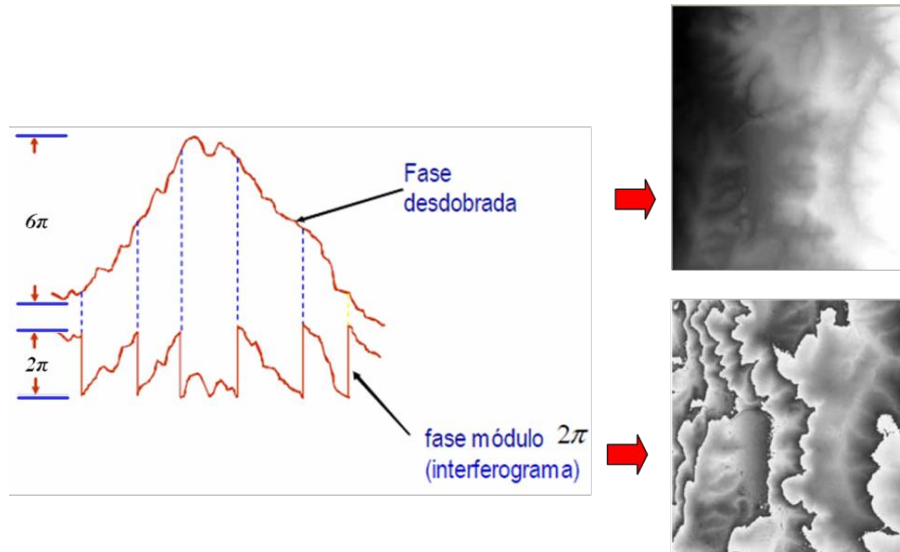 6π
Fase
desdobrada
2π
fase módulo 2π
(interferograma)